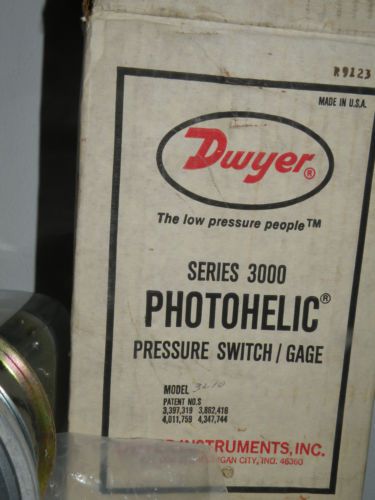 R9123
MADE IN U.S.A.
Dwyer®
The low pressure people™
SERIES 3000
PHOTOHELIC®
PRESSURE SWITCH / GAGE
MODEL 3210
PATENT NO.S
3,397,319 3,862,416
4,011,759 4,347,744
INSTRUMENTS, INC.
CITY, IND. 46360